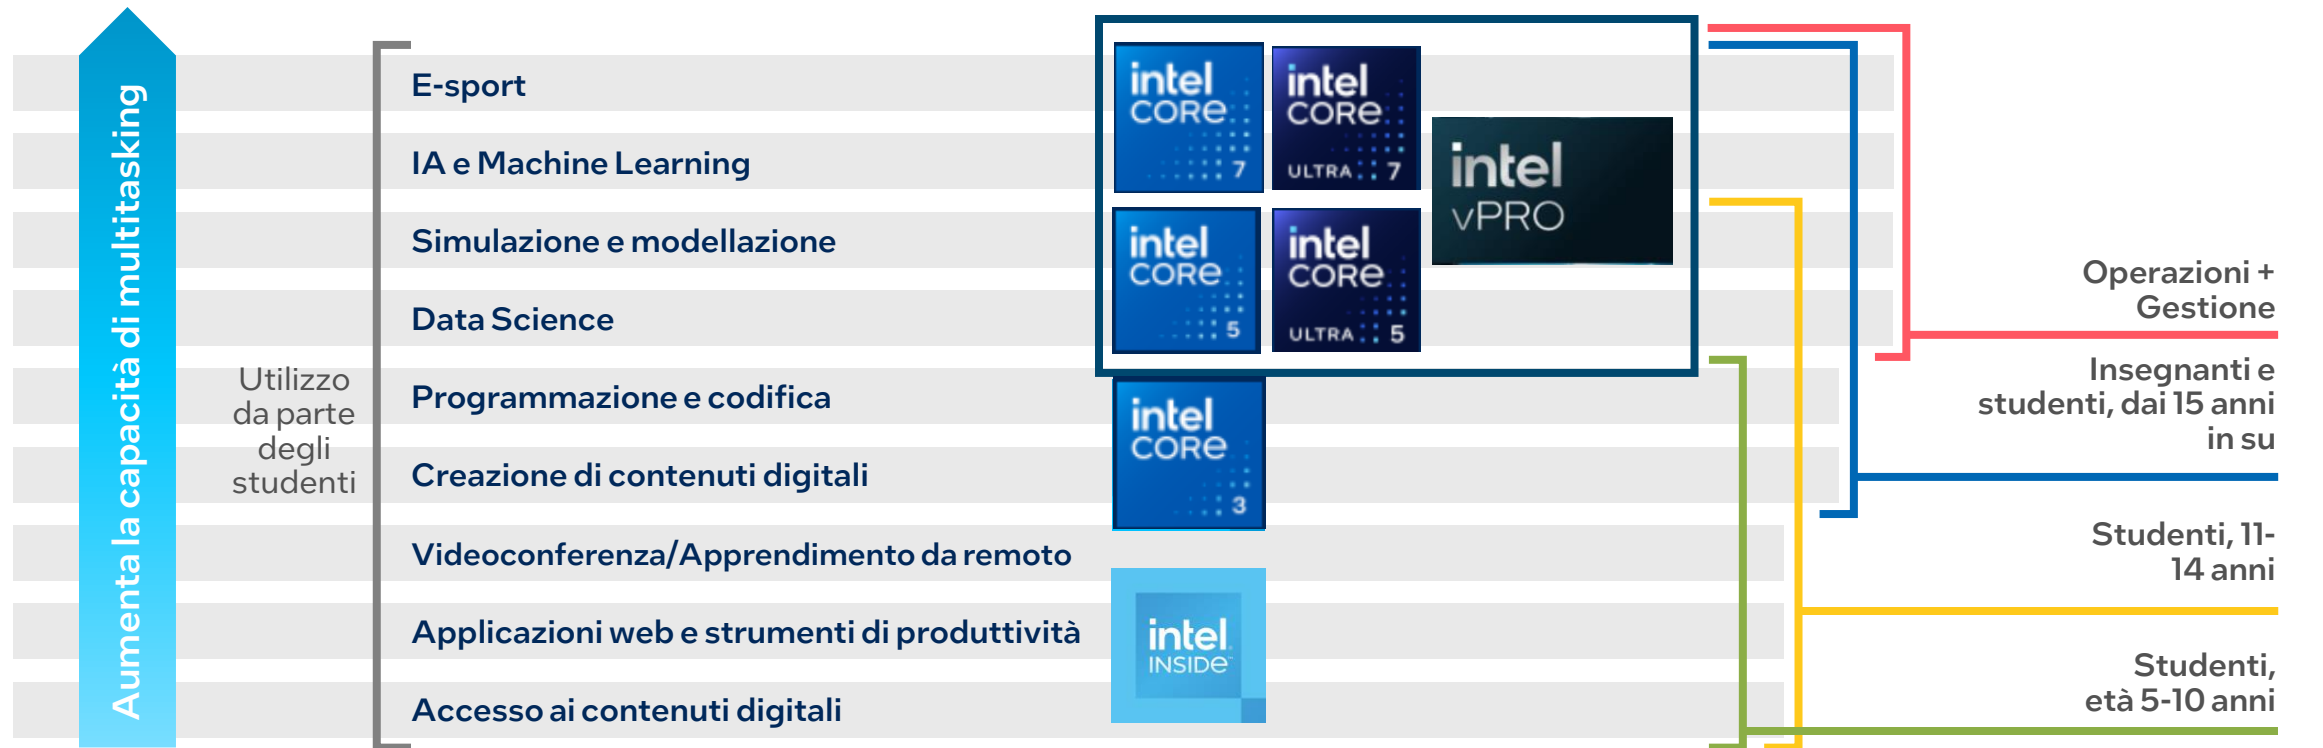 Aumenta la capacità di multitasking
Utilizzo
da parte
degli
studenti
E-sport
IA e Machine Learning
Simulazione e modellazione
Data Science
Programmazione e codifica
Creazione di contenuti digitali
Videoconferenza/Apprendimento da remoto
Applicazioni web e strumenti di produttività
Accesso ai contenuti digitali
intel
CORE
7
intel
CORE
ULTRA 7
intel
vPRO
intel
CORE
5
intel
CORE
ULTRA 5
intel
CORE
3
intel.
INSIDE™
Operazioni +
Gestione
Insegnanti e
studenti, dai 15 anni
in su
Studenti, 11-
14 anni
Studenti,
età 5-10 anni